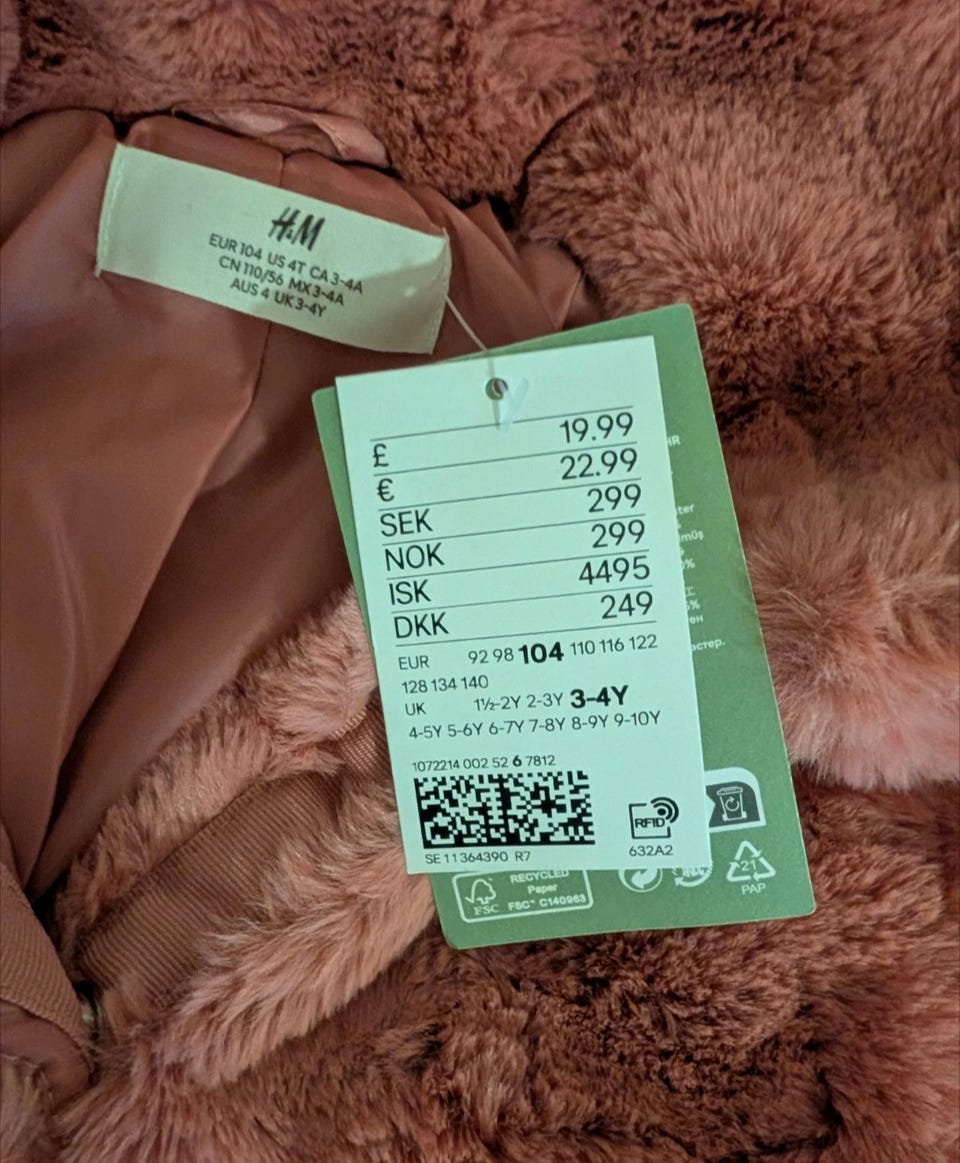 H&M
EUR 104 US 4T CA 3-4A
CN 110/56 MX 3-4A
AUS 4 UK 3-4Y
£ 19.99
€ 22.99
SEK 299
NOK 299
ISK 4495
DKK 249
EUR 92 98 104 110 116 122
128 134 140
UK 1½-2Y 2-3Y 3-4Y
4-5Y 5-6Y 6-7Y 7-8Y 8-9Y 9-10Y
1072214 002 52 6 7812
RFID
SE 11 364390 R7
632A2
RECYCLED
Paper
FSC
FSC™ C140963
21
PAP